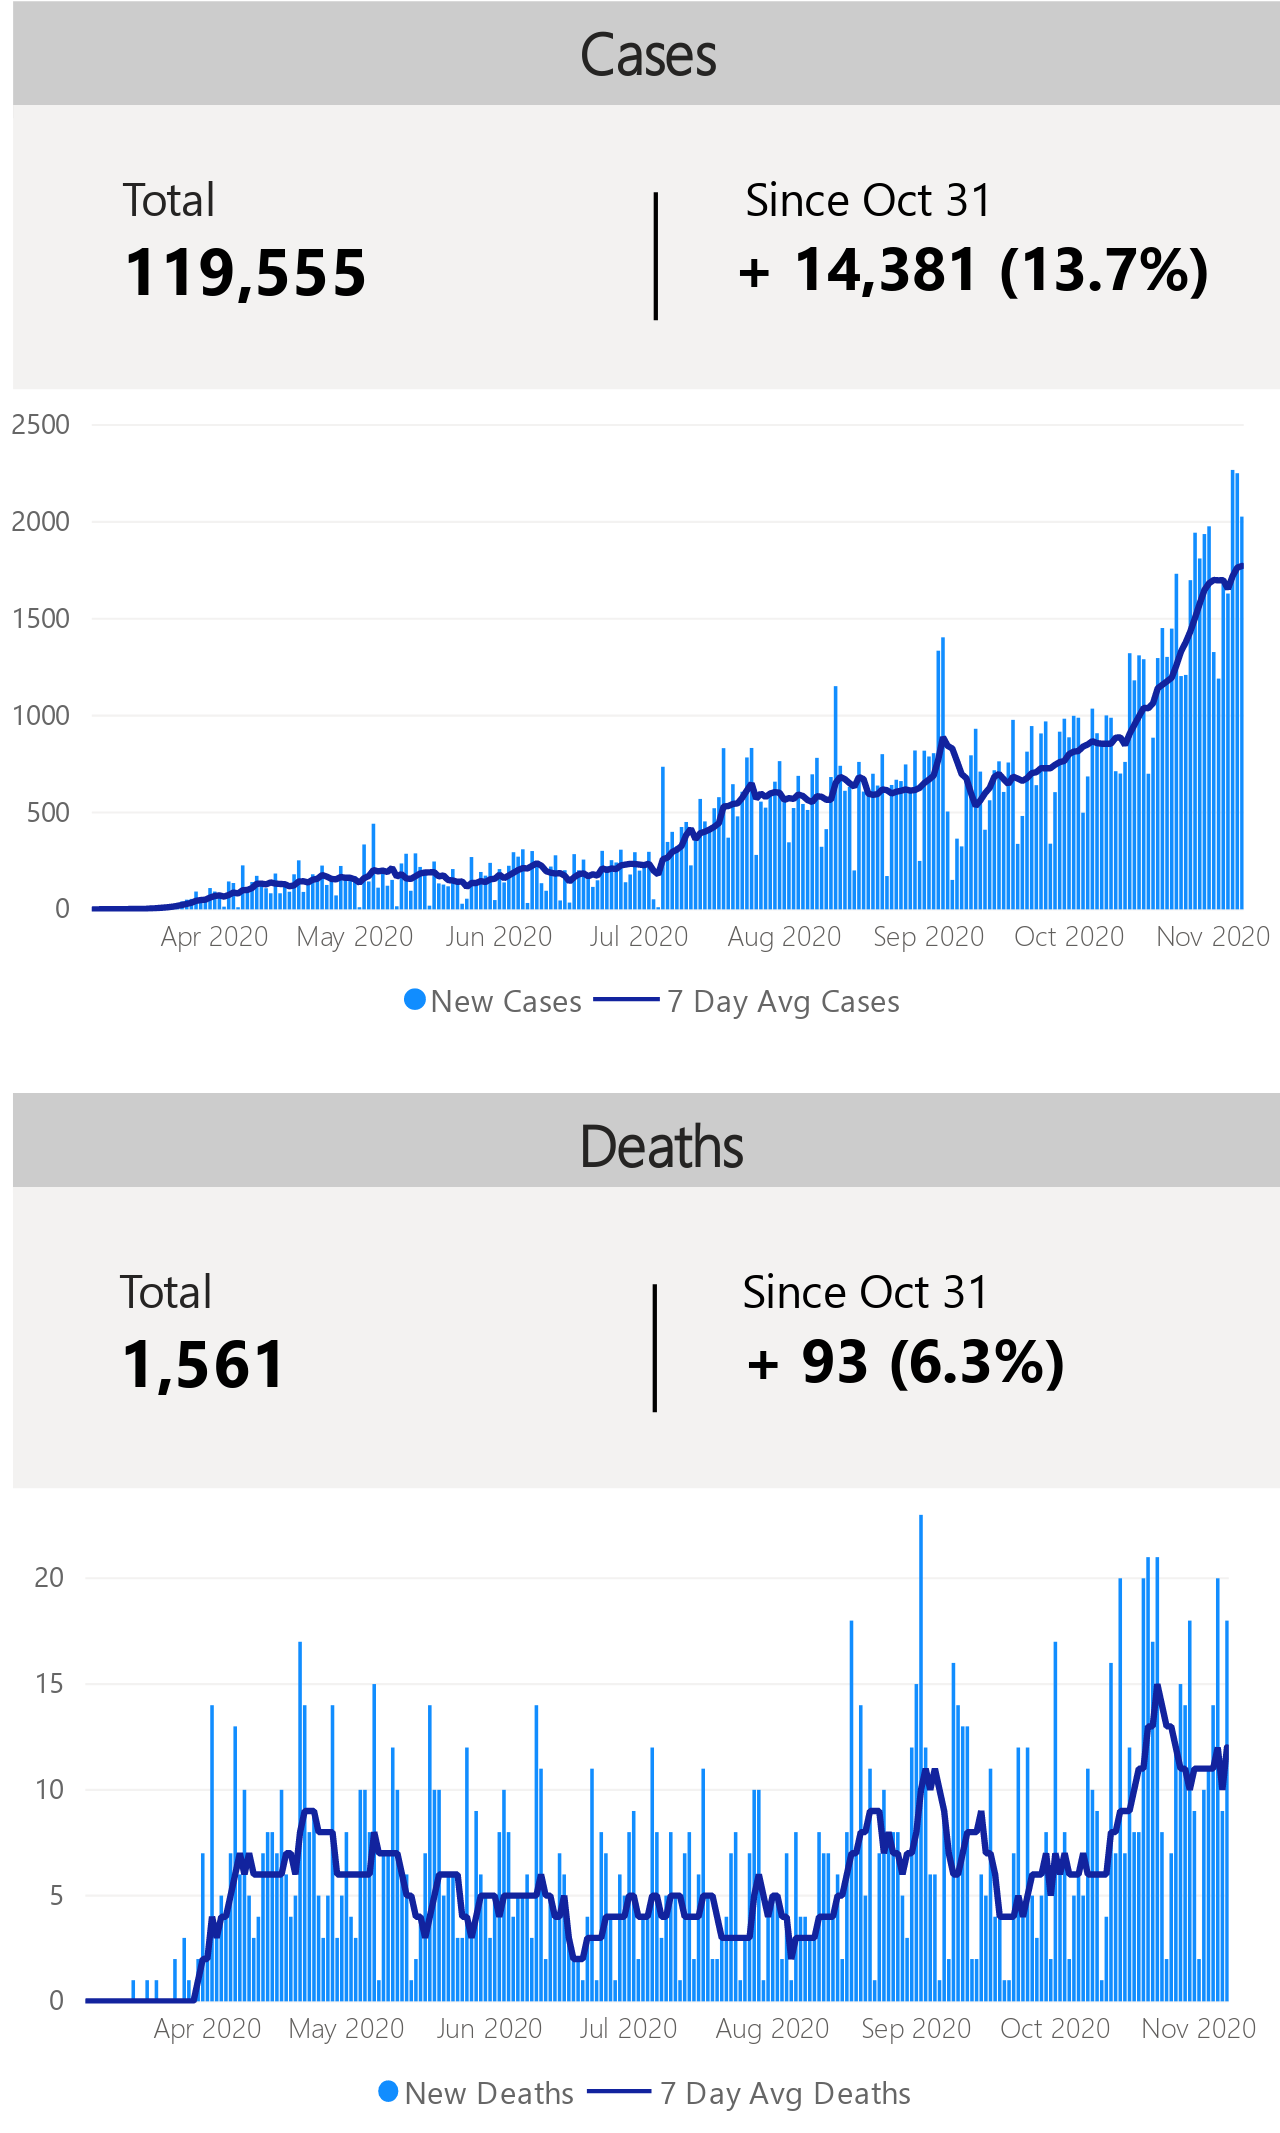 Cases
Total
Since Oct 31
119,555
+ 14,381 (13.7%)
2500
2000
1500
1000
500
0
Apr 2020 May 2020 Jun 2020 Jul 2020 Aug 2020 Sep 2020 Oct 2020 Nov 2020
New Cases 7 Day Avg Cases
Deaths
Total
Since Oct 31
1,561
+ 93 (6.3%)
20
15
10
5
0
Apr 2020 May 2020 Jun 2020 Jul 2020 Aug 2020 Sep 2020 Oct 2020 Nov 2020
New Deaths 7 Day Avg Deaths